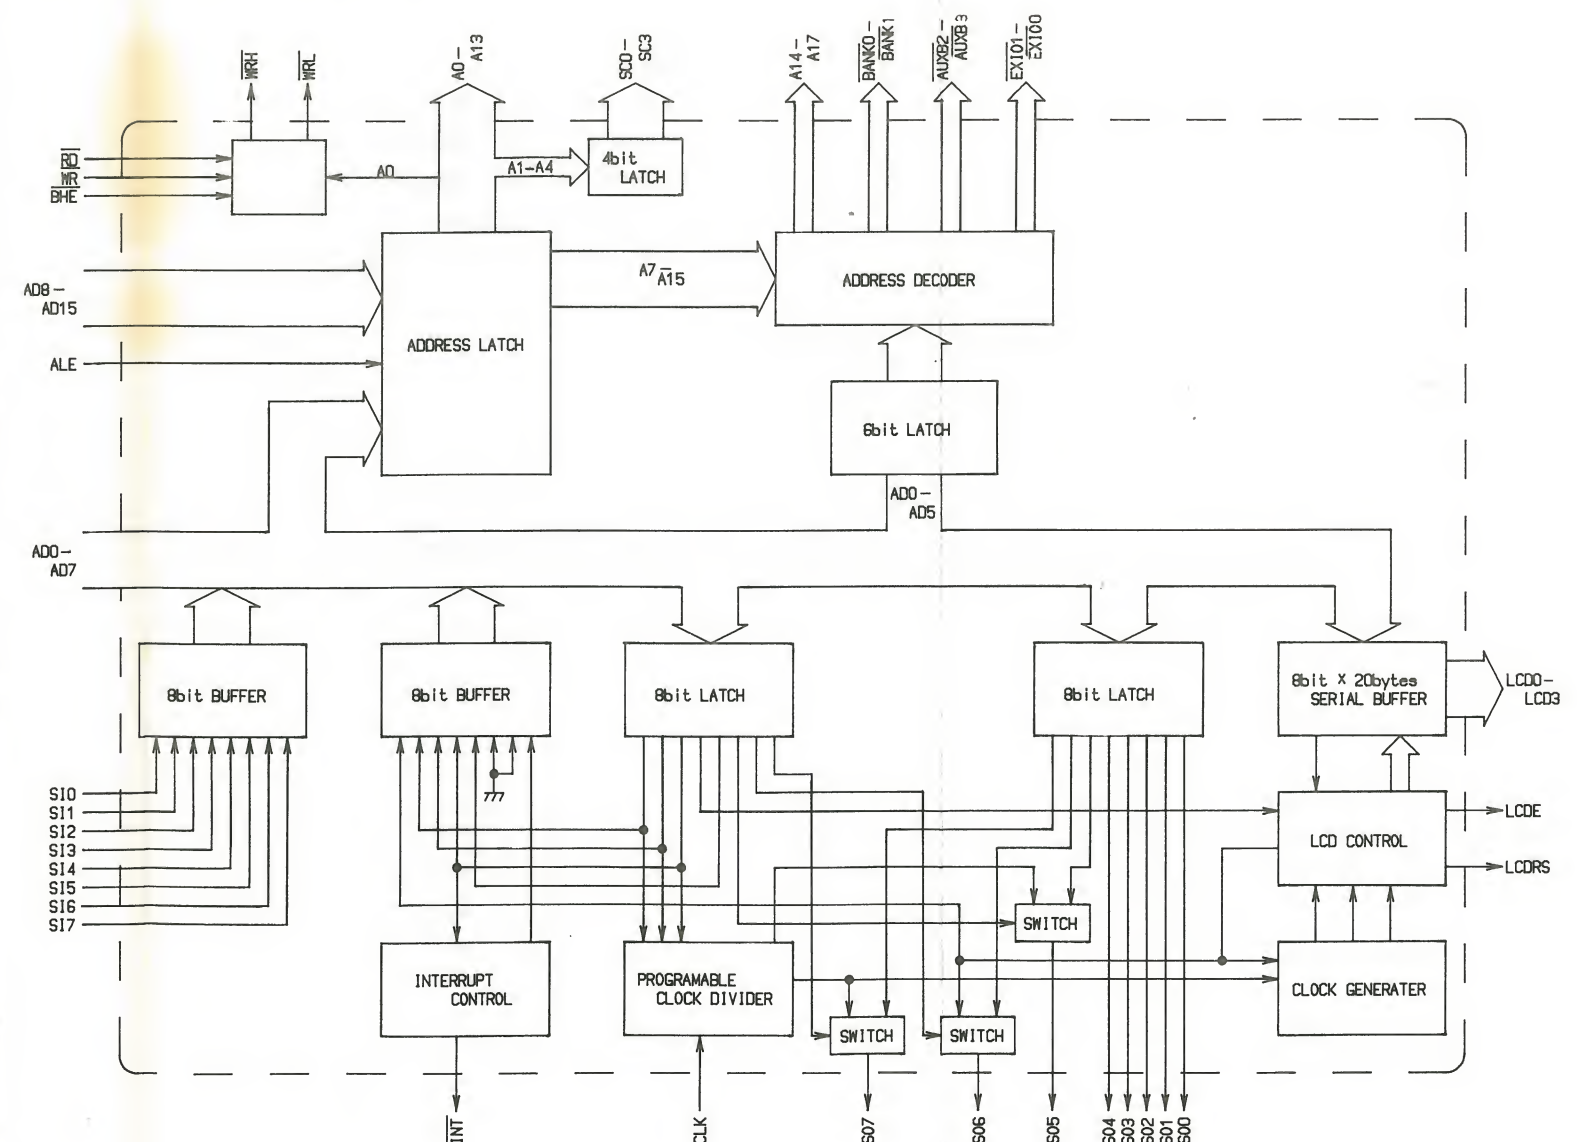 WRH
WRL
A0-
A13
SC0-
SC3
A14-
A17
BANK0-
BANK1
AUXB2-
AUXB3
EXIO1-
EXIO0
RD
WR
BHE
A0
A1-A4
4bit
LATCH
AD8-
AD15
ALE
ADDRESS LATCH
A7-
A15
ADDRESS DECODER
6bit LATCH
AD0-
AD5
AD0-
AD7
8bit BUFFER
8bit BUFFER
8bit LATCH
8bit LATCH
8bit X 20bytes
SERIAL BUFFER
LCD0-
LCD3
SI0
SI1
SI2
SI3
SI4
SI5
SI6
SI7
LCD CONTROL
LCDE
LCDRS
SWITCH
INTERRUPT
CONTROL
PROGRAMABLE
CLOCK DIVIDER
SWITCH
SWITCH
CLOCK GENERATER
INT
CLK
SO7
SO6
SO5
SO4
SO3
SO2
SO1
SO0